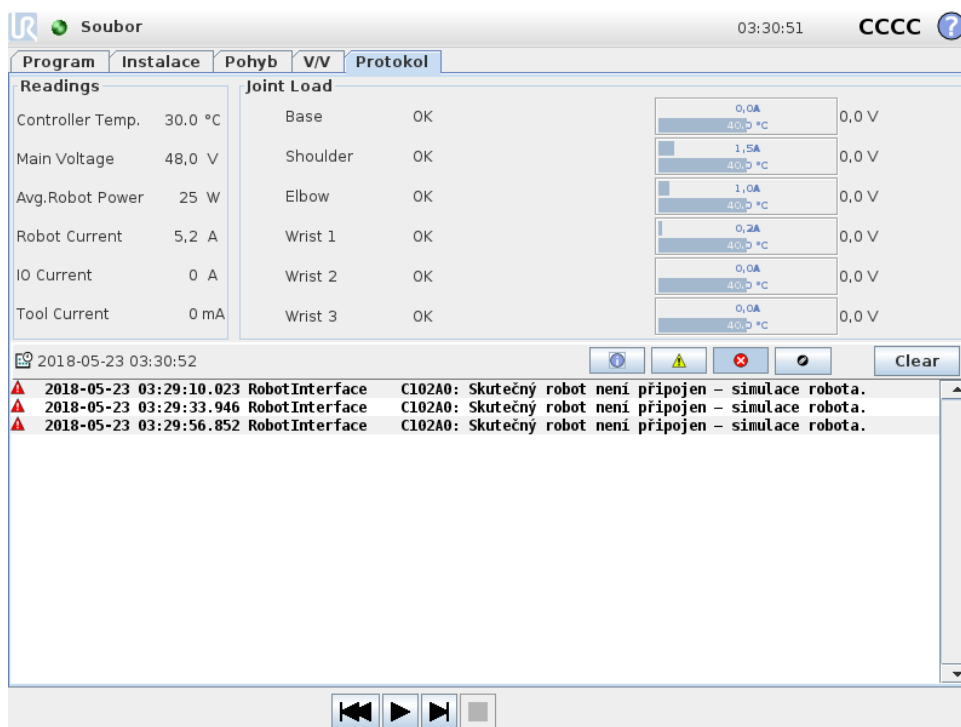 UR Soubor 03:30:51 CCCC ?
Program Instalace Pohyb V/V Protokol
Readings
Controller Temp. 30.0 °C
Main Voltage 48,0 V
Avg.Robot Power 25 W
Robot Current 5,2 A
IO Current 0 A
Tool Current 0 mA
Joint Load
Base OK 0,0A 40,0 °C 0,0 V
Shoulder OK 1,5A 40,0 °C 0,0 V
Elbow OK 1,0A 40,0 °C 0,0 V
Wrist 1 OK 0,2A 40,0 °C 0,0 V
Wrist 2 OK 0,0A 40,0 °C 0,0 V
Wrist 3 OK 0,0A 40,0 °C 0,0 V
2018-05-23 03:30:52 Clear
2018-05-23 03:29:10.023 RobotInterface C102A0: Skutečný robot není připojen – simulace robota.
2018-05-23 03:29:33.946 RobotInterface C102A0: Skutečný robot není připojen – simulace robota.
2018-05-23 03:29:56.852 RobotInterface C102A0: Skutečný robot není připojen – simulace robota.